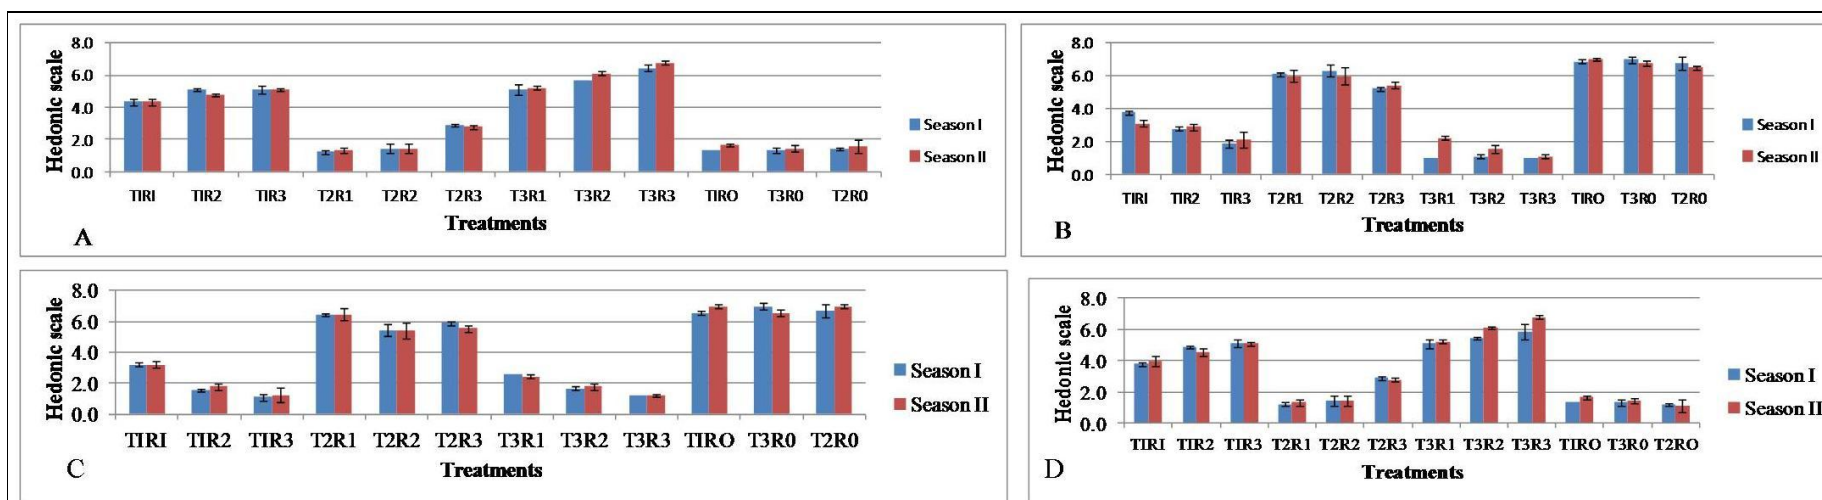 8.0
6.0
4.0
2.0
0.0
Hedonic scale
TIRI TIR2 TIR3 T2R1 T2R2 T2R3 T3R1 T3R2 T3R3 TIRO T3R0 T2R0
Treatments
A
Season I
Season II
8.0
6.0
4.0
2.0
0.0
Hedonic scale
TIRI TIR2 TIR3 T2R1 T2R2 T2R3 T3R1 T3R2 T3R3 TIRO T3R0 T2R0
Treatments
B
Season I
Season II
8.0
6.0
4.0
2.0
0.0
Hedonic scale
TIRI TIR2 TIR3 T2R1 T2R2 T2R3 T3R1 T3R2 T3R3 TIRO T3R0 T2R0
Treatments
C
Season I
Season II
8.0
6.0
4.0
2.0
0.0
Hedonic scale
TIRI TIR2 TIR3 T2R1 T2R2 T2R3 T3R1 T3R2 T3R3 TIRO T3R0 T2RO
Treatments
D
Season I
Season II